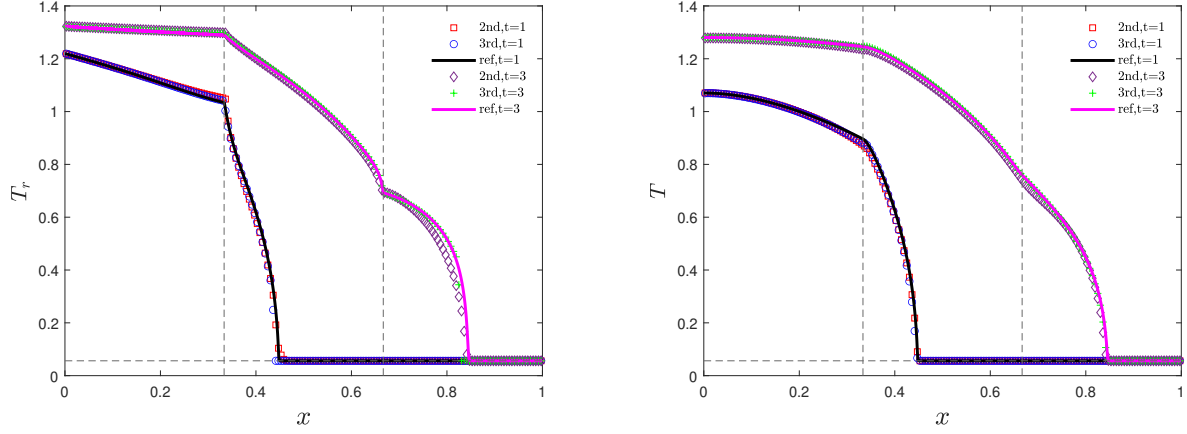 1.4
1.2
1
0.8
0.6
0.4
0.2
0
T_r
0 0.2 0.4 0.6 0.8 1
x
2nd,t=1
3rd,t=1
ref,t=1
2nd,t=3
3rd,t=3
ref,t=3
1.4
1.2
1
0.8
0.6
0.4
0.2
0
T
0 0.2 0.4 0.6 0.8 1
x
2nd,t=1
3rd,t=1
ref,t=1
2nd,t=3
3rd,t=3
ref,t=3